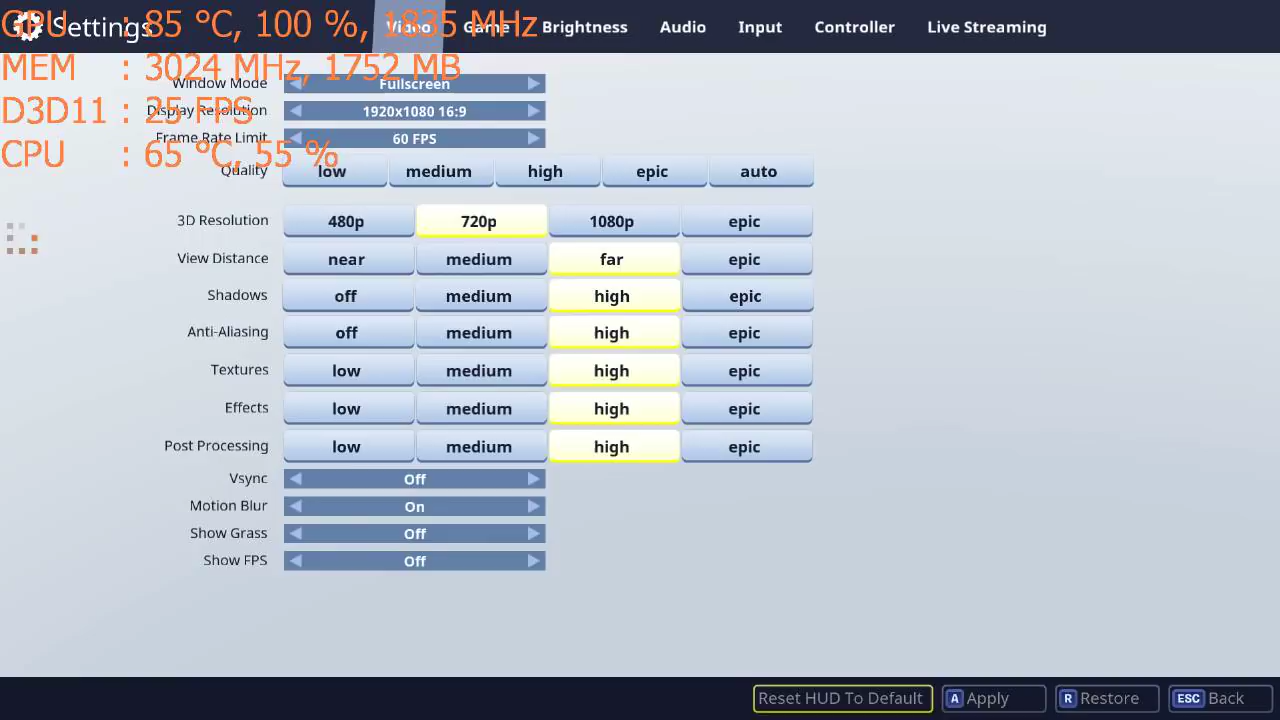 GPU : 85 °C, 100 %, 1835 MHz
MEM : 3024 MHz, 1752 MB
D3D11 : 25 FPS
CPU : 65 °C, 55 %
Settings
Video Game Brightness Audio Input Controller Live Streaming
Window Mode Fullscreen
Display Resolution 1920x1080 16:9
Frame Rate Limit 60 FPS
Quality low medium high epic auto
3D Resolution 480p 720p 1080p epic
View Distance near medium far epic
Shadows off medium high epic
Anti-Aliasing off medium high epic
Textures low medium high epic
Effects low medium high epic
Post Processing low medium high epic
Vsync Off
Motion Blur On
Show Grass Off
Show FPS Off
Reset HUD To Default A Apply R Restore ESC Back